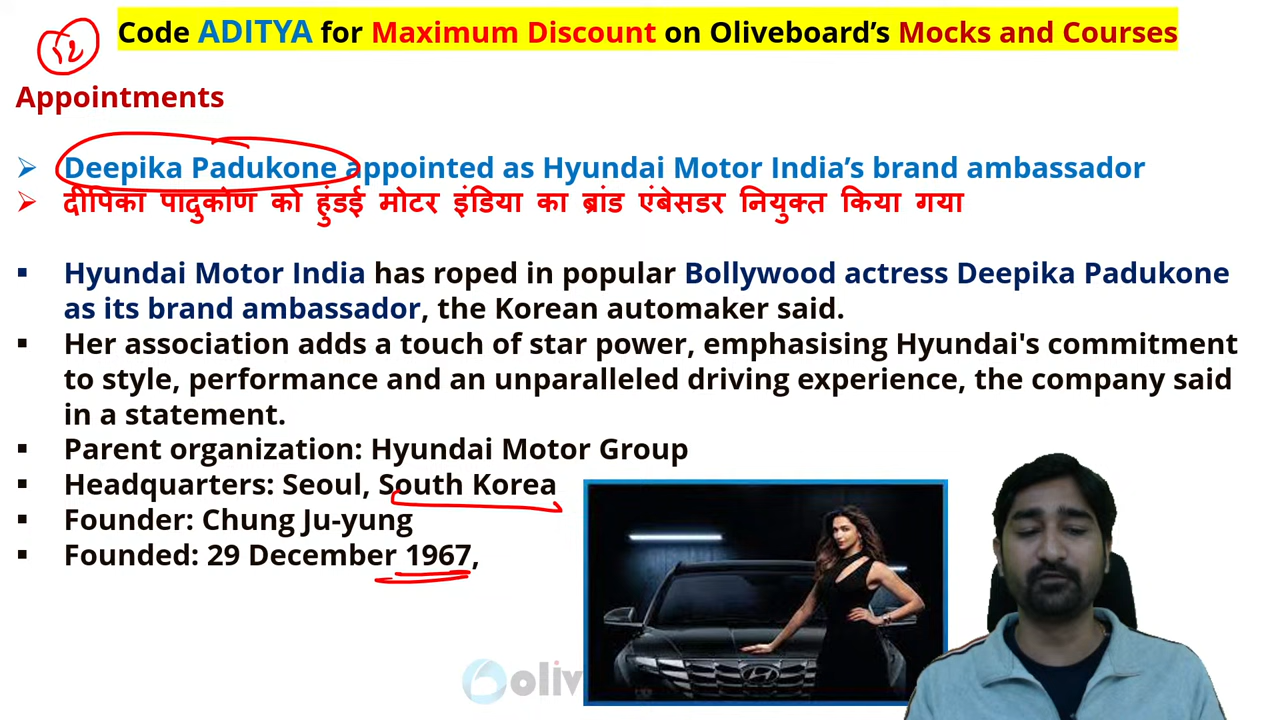 12
Code ADITYA for Maximum Discount on Oliveboard’s Mocks and Courses
Appointments
➢ Deepika Padukone appointed as Hyundai Motor India’s brand ambassador
➢ दीपिका पादुकोण को हुंडई मोटर इंडिया का ब्रांड एंबेसडर नियुक्त किया गया
▪ Hyundai Motor India has roped in popular Bollywood actress Deepika Padukone
as its brand ambassador, the Korean automaker said.
▪ Her association adds a touch of star power, emphasising Hyundai's commitment
to style, performance and an unparalleled driving experience, the company said
in a statement.
▪ Parent organization: Hyundai Motor Group
▪ Headquarters: Seoul, South Korea
▪ Founder: Chung Ju-yung
▪ Founded: 29 December 1967,
oliv